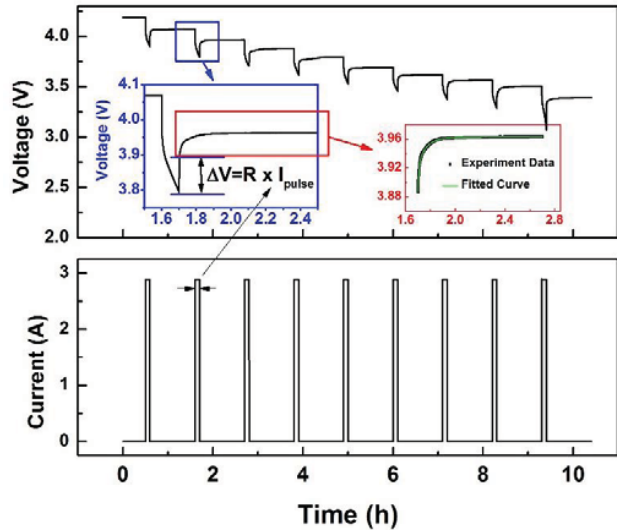 Voltage (V)
4.0
3.5
3.0
2.5
2.0
Voltage (V)
4.1
4.0
3.9
3.8
1.6 1.8 2.0 2.2 2.4
ΔV=R x I pulse
3.96
3.92
3.88
1.6 2.0 2.4 2.8
Experiment Data
Fitted Curve
Current (A)
3
2
1
0
0 2 4 6 8 10
Time (h)